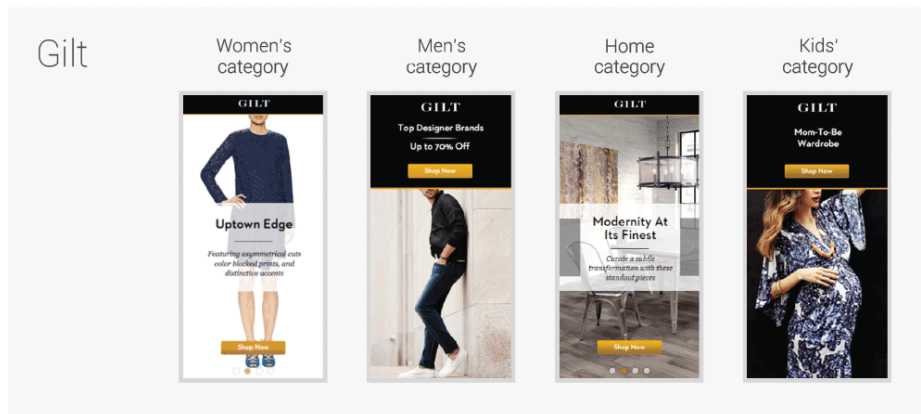 Gilt
Women's
category
Men's
category
Home
category
Kids'
category
GILT
Uptown Edge
Featuring asymmetrical cuts
color blocked prints, and
distinctive accents
Shop Now
GILT
Top Designer Brands
Up to 70% Off
Shop Now
GILT
Modernity At
Its Finest
Curate a subtle
transformation with these
standout pieces
Shop Now
GILT
Mom-To-Be
Wardrobe
Shop Now